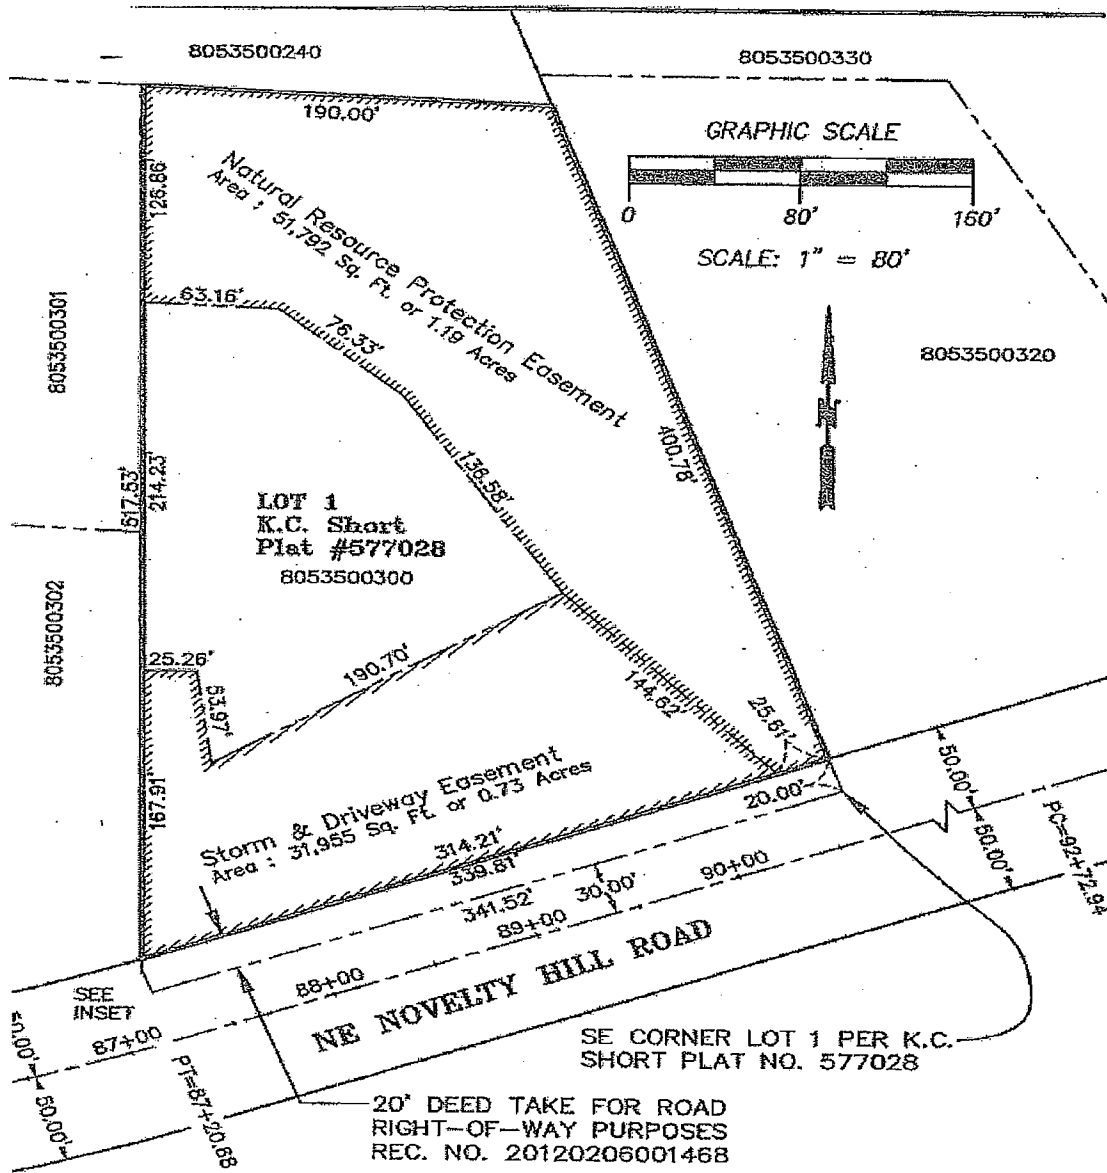 8053500240
8053500330
190.00'
GRAPHIC SCALE
0 80' 160'
SCALE: 1" = 80'
126.86'
Natural Resource Protection Easement
Area : 51,792 Sq. Ft. or 1.19 Acres
63.16'
76.33'
8053500301
8053500320
N
400.78'
136.58'
517.53'
214.23'
LOT 1
K.C. Short
Plat #577028
8053500300
8053500302
25.26'
190.70'
53.97'
144.62'
25.61'
167.91'
Storm & Driveway Easement
Area : 31,955 Sq. Ft. or 0.73 Acres
314.21'
339.81'
20.00'
50.00'
50.00'
PC=92+72.94
341.52'
30.00'
90+00
89+00
88+00
87+00
SEE
INSET
NE NOVELTY HILL ROAD
50.00'
PT=87+20.68
SE CORNER LOT 1 PER K.C.
SHORT PLAT NO. 577028
20' DEED TAKE FOR ROAD
RIGHT-OF-WAY PURPOSES
REC. NO. 20120206001468